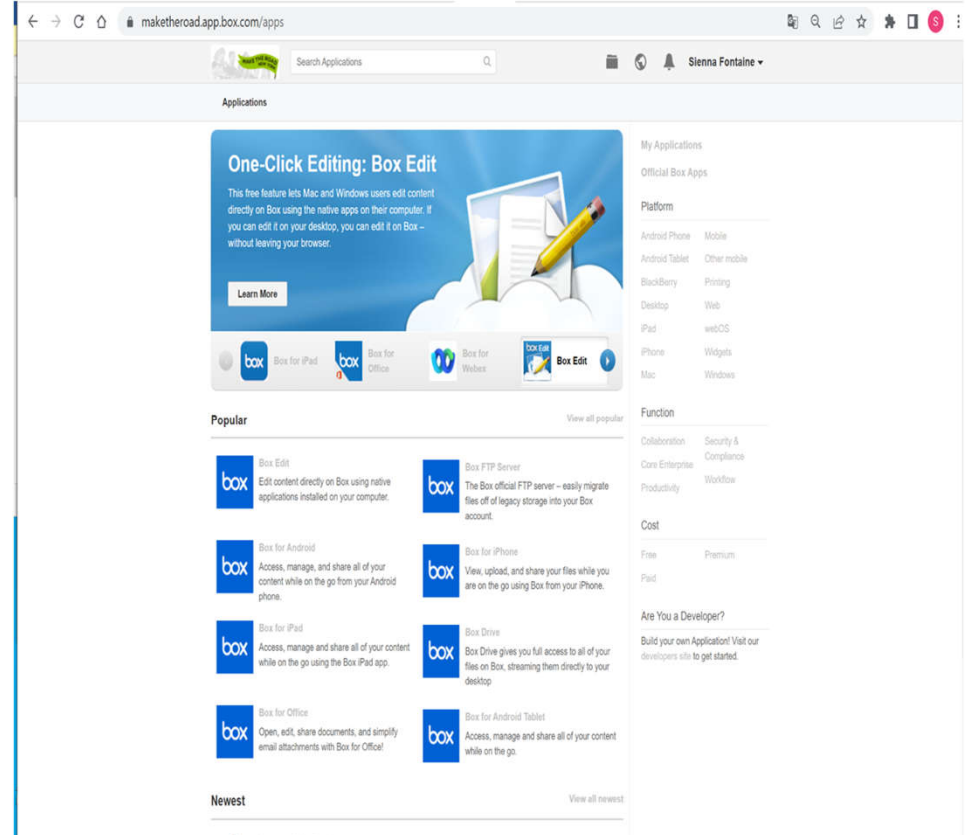 maketheroad.app.box.com/apps
S
MAKE THE ROAD
NEW YORK
Search Applications
Sienna Fontaine
Applications
One-Click Editing: Box Edit
This free feature lets Mac and Windows users edit content
directly on Box using the native apps on their computer. If
you can edit it on your desktop, you can edit it on Box –
without leaving your browser.
Learn More
box
Box for iPad
box
Box for
Office
Box for
Webex
box Edit
Box Edit
Popular
View all popular
box
Box Edit
Edit content directly on Box using native
applications installed on your computer.
box
Box FTP Server
The Box official FTP server – easily migrate
files off of legacy storage into your Box
account.
box
Box for Android
Access, manage, and share all of your
content while on the go from your Android
phone.
box
Box for iPhone
View, upload, and share your files while you
are on the go using Box from your iPhone.
box
Box for iPad
Access, manage and share all of your content
while on the go using the Box iPad app.
box
Box Drive
Box Drive gives you full access to all of your
files on Box, streaming them directly to your
desktop
box
Box for Office
Open, edit, share documents, and simplify
email attachments with Box for Office!
box
Box for Android Tablet
Access, manage and share all of your content
while on the go.
Newest
View all newest
My Applications
Official Box Apps
Platform
Android Phone Mobile
Android Tablet Other mobile
BlackBerry Printing
Desktop Web
iPad webOS
iPhone Widgets
Mac Windows
Function
Collaboration
Core Enterprise
Productivity
Security &
Compliance
Workflow
Cost
Free Premium
Paid
Are You a Developer?
Build your own Application! Visit our
developers site to get started.